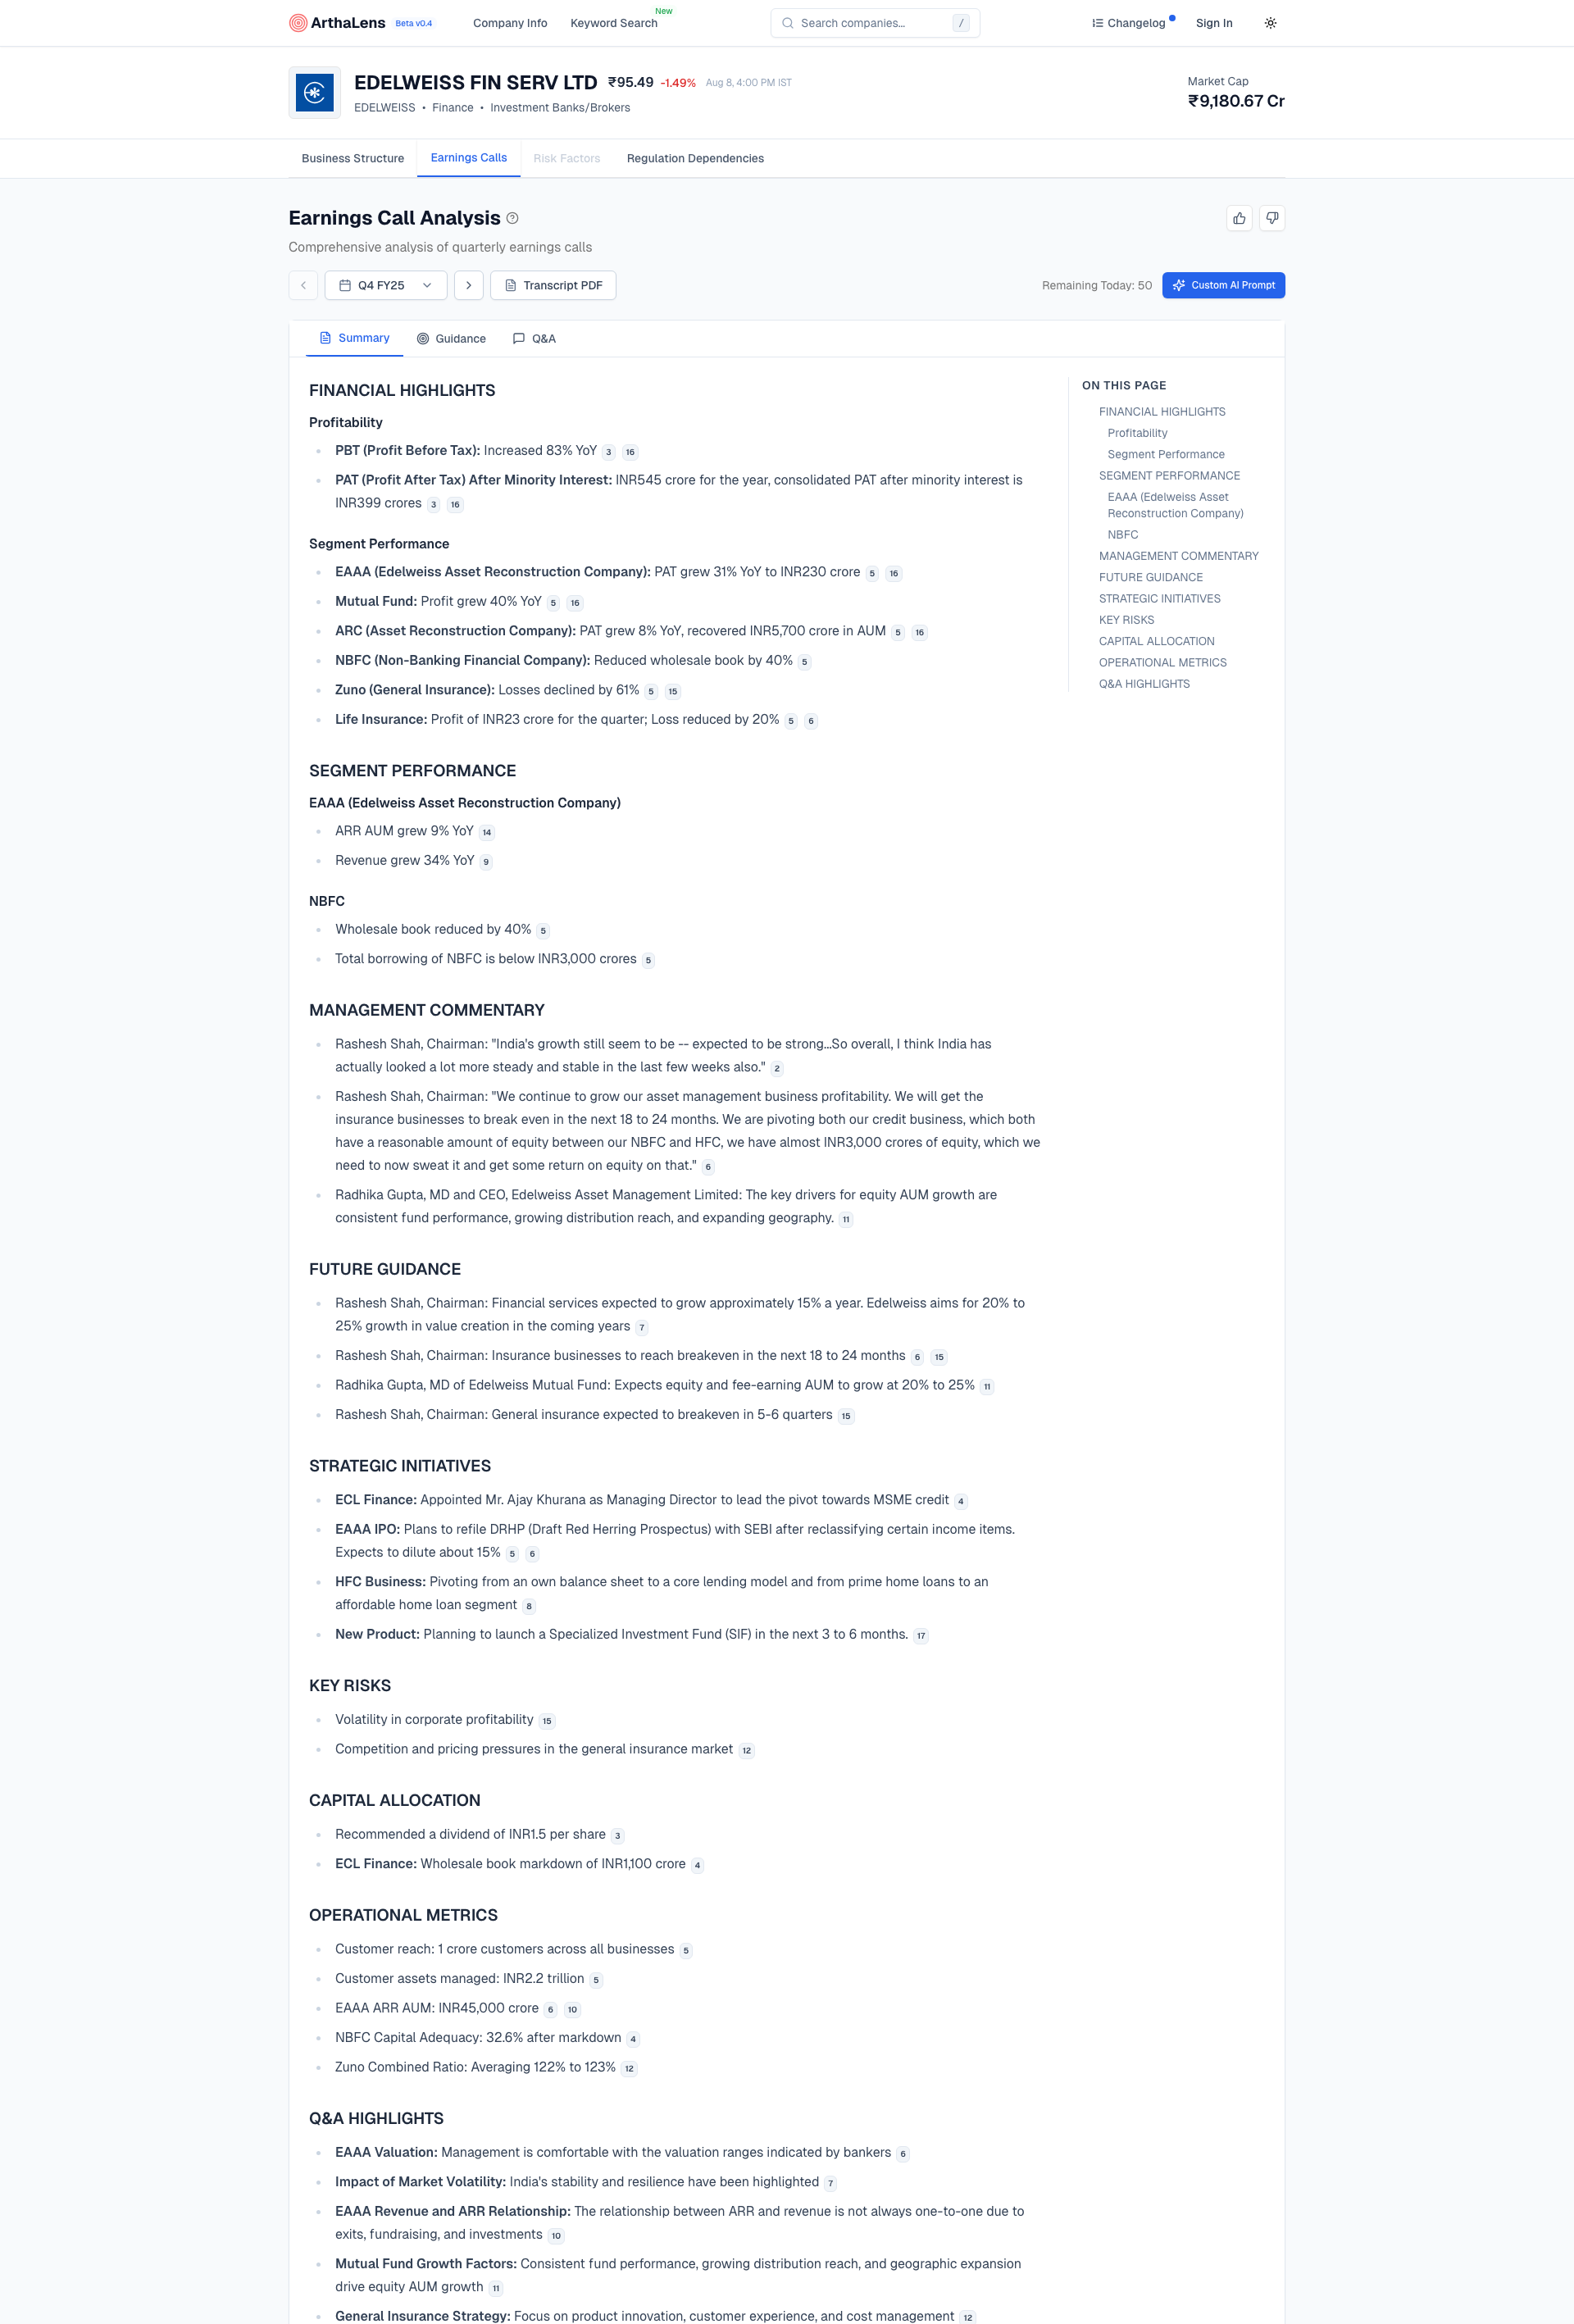 ArthaLens Beta v0.4 Company Info Keyword Search New Search companies... / Changelog Sign In
EDELWEISS FIN SERV LTD ₹95.49 -1.49% Aug 8, 4:00 PM IST
EDELWEISS • Finance • Investment Banks/Brokers
Market Cap
₹9,180.67 Cr
Business Structure Earnings Calls Risk Factors Regulation Dependencies
Earnings Call Analysis
Comprehensive analysis of quarterly earnings calls
Q4 FY25 Transcript PDF Remaining Today: 50 Custom AI Prompt
Summary Guidance Q&A
FINANCIAL HIGHLIGHTS
Profitability
PBT (Profit Before Tax): Increased 83% YoY 3 16
PAT (Profit After Tax) After Minority Interest: INR545 crore for the year, consolidated PAT after minority interest is
INR399 crores 3 16
Segment Performance
EAAA (Edelweiss Asset Reconstruction Company): PAT grew 31% YoY to INR230 crore 5 16
Mutual Fund: Profit grew 40% YoY 5 16
ARC (Asset Reconstruction Company): PAT grew 8% YoY, recovered INR5,700 crore in AUM 5 16
NBFC (Non-Banking Financial Company): Reduced wholesale book by 40% 5
Zuno (General Insurance): Losses declined by 61% 5 15
Life Insurance: Profit of INR23 crore for the quarter; Loss reduced by 20% 5 6
SEGMENT PERFORMANCE
EAAA (Edelweiss Asset Reconstruction Company)
ARR AUM grew 9% YoY 14
Revenue grew 34% YoY 9
NBFC
Wholesale book reduced by 40% 5
Total borrowing of NBFC is below INR3,000 crores 5
MANAGEMENT COMMENTARY
Rashesh Shah, Chairman: "India's growth still seem to be -- expected to be strong...So overall, I think India has
actually looked a lot more steady and stable in the last few weeks also." 2
Rashesh Shah, Chairman: "We continue to grow our asset management business profitability. We will get the
insurance businesses to break even in the next 18 to 24 months. We are pivoting both our credit business, which both
have a reasonable amount of equity between our NBFC and HFC, we have almost INR3,000 crores of equity, which we
need to now sweat it and get some return on equity on that." 6
Radhika Gupta, MD and CEO, Edelweiss Asset Management Limited: The key drivers for equity AUM growth are
consistent fund performance, growing distribution reach, and expanding geography. 11
FUTURE GUIDANCE
Rashesh Shah, Chairman: Financial services expected to grow approximately 15% a year. Edelweiss aims for 20% to
25% growth in value creation in the coming years 7
Rashesh Shah, Chairman: Insurance businesses to reach breakeven in the next 18 to 24 months 6 15
Radhika Gupta, MD of Edelweiss Mutual Fund: Expects equity and fee-earning AUM to grow at 20% to 25% 11
Rashesh Shah, Chairman: General insurance expected to breakeven in 5-6 quarters 15
STRATEGIC INITIATIVES
ECL Finance: Appointed Mr. Ajay Khurana as Managing Director to lead the pivot towards MSME credit 4
EAAA IPO: Plans to refile DRHP (Draft Red Herring Prospectus) with SEBI after reclassifying certain income items.
Expects to dilute about 15% 5 6
HFC Business: Pivoting from an own balance sheet to a core lending model and from prime home loans to an
affordable home loan segment 8
New Product: Planning to launch a Specialized Investment Fund (SIF) in the next 3 to 6 months. 17
KEY RISKS
Volatility in corporate profitability 15
Competition and pricing pressures in the general insurance market 12
CAPITAL ALLOCATION
Recommended a dividend of INR1.5 per share 3
ECL Finance: Wholesale book markdown of INR1,100 crore 4
OPERATIONAL METRICS
Customer reach: 1 crore customers across all businesses 5
Customer assets managed: INR2.2 trillion 5
EAAA ARR AUM: INR45,000 crore 6 10
NBFC Capital Adequacy: 32.6% after markdown 4
Zuno Combined Ratio: Averaging 122% to 123% 12
Q&A HIGHLIGHTS
EAAA Valuation: Management is comfortable with the valuation ranges indicated by bankers 6
Impact of Market Volatility: India's stability and resilience have been highlighted 7
EAAA Revenue and ARR Relationship: The relationship between ARR and revenue is not always one-to-one due to
exits, fundraising, and investments 10
Mutual Fund Growth Factors: Consistent fund performance, growing distribution reach, and geographic expansion
drive equity AUM growth 11
General Insurance Strategy: Focus on product innovation, customer experience, and cost management 12
ON THIS PAGE
FINANCIAL HIGHLIGHTS
Profitability
Segment Performance
SEGMENT PERFORMANCE
EAAA (Edelweiss Asset
Reconstruction Company)
NBFC
MANAGEMENT COMMENTARY
FUTURE GUIDANCE
STRATEGIC INITIATIVES
KEY RISKS
CAPITAL ALLOCATION
OPERATIONAL METRICS
Q&A HIGHLIGHTS